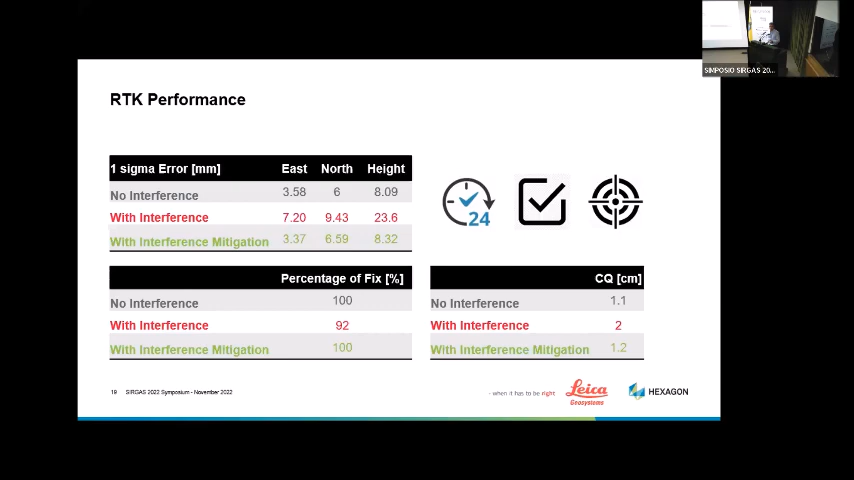 SIMPOSIO SIRGAS 20...
RTK Performance
1 sigma Error [mm] East North Height
No Interference 3.58 6 8.09
With Interference 7.20 9.43 23.6
With Interference Mitigation 3.37 6.59 8.32
24
Percentage of Fix [%]
No Interference 100
With Interference 92
With Interference Mitigation 100
CQ [cm]
No Interference 1.1
With Interference 2
With Interference Mitigation 1.2
19 SIRGAS 2022 Symposium - November 2022
- when it has to be right
Leica
Geosystems
HEXAGON